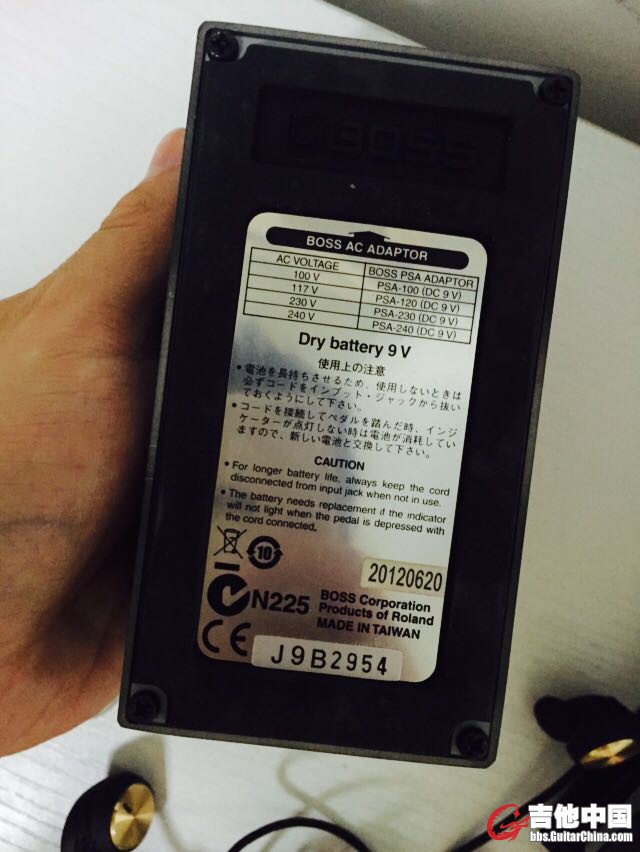 BOSS
BOSS AC ADAPTOR
AC VOLTAGE BOSS PSA ADAPTOR
100 V PSA-100 (DC 9 V)
117 V PSA-120 (DC 9 V)
230 V PSA-230 (DC 9 V)
240 V PSA-240 (DC 9 V)
Dry battery 9 V
使用上の注意
• 電池を長持ちさせるため、使用しないときは
必ずコードをインプット・ジャックから抜い
ておくようにして下さい。
• コードを接続してペダルを踏んだ時、インジ
ケーターが点灯しない時は電池が消耗してい
ますので、新しい電池と交換して下さい。
CAUTION
• For longer battery life, always keep the cord
disconnected from input jack when not in use.
• The battery needs replacement if the indicator
will not light when the pedal is depressed with
the cord connected.
10
20120620
N225
BOSS Corporation
Products of Roland
MADE IN TAIWAN
CE
J9B2954
吉他中国
bbs.GuitarChina.com